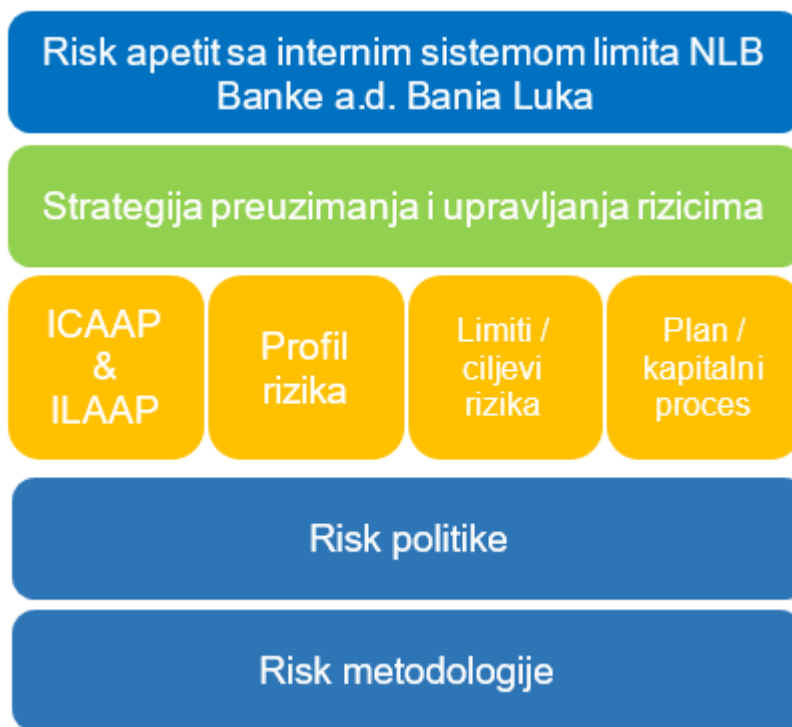 Risk apetit sa internim sistemom limita NLB
Banke a.d. Bania Luka
Strategija preuzimanja i upravljanja rizicima
ICAAP
&
ILAAP
Profil
rizika
Limiti /
ciljevi
rizika
Plan /
kapitalni
proces
Risk politike
Risk metodologije